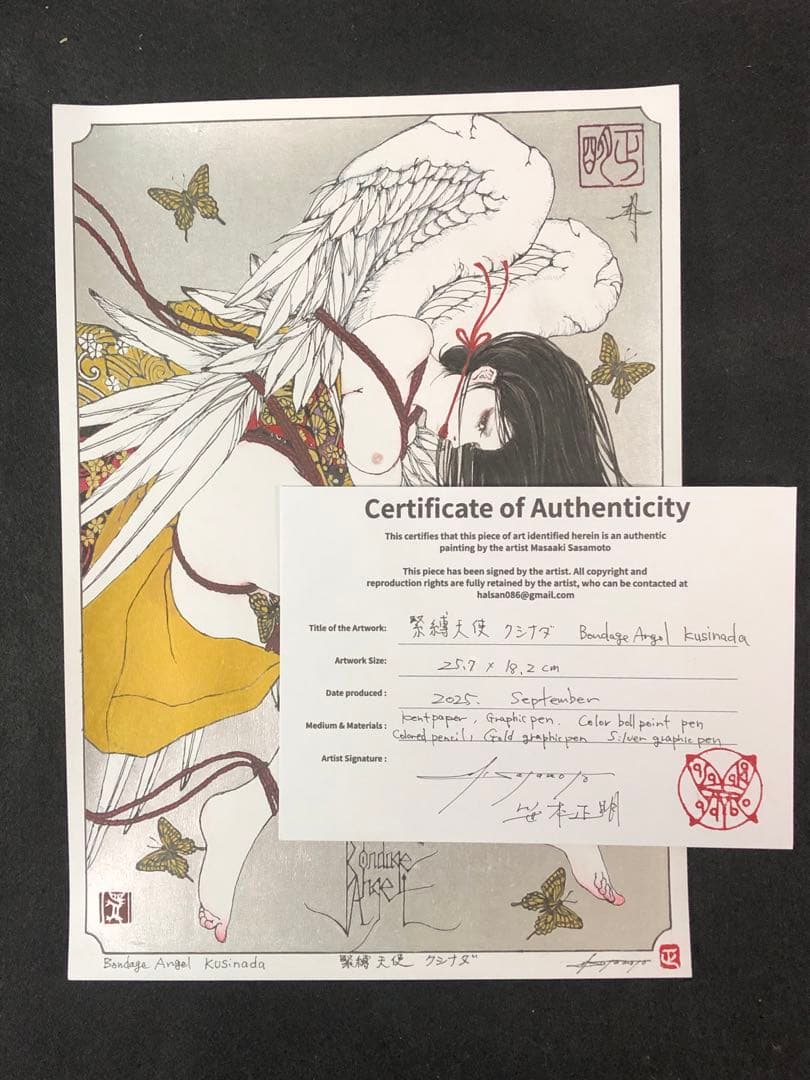 Certificate of Authenticity
This certifies that this piece of art identified herein is an authentic
painting by the artist Masaaki Sasamoto
This piece has been signed by the artist. All copyright and
reproduction rights are fully retained by the artist, who can be contacted at
halsan086@gmail.com
Title of the Artwork: 緊縛天使 クシナダ Bondage Angel Kusinada
Artwork Size: 25.7 × 18.2 cm
Date produced : 2025. September
Medium & Materials : Kent paper, Graphic pen. Color boll point pen
Colored pencil, Gold graphic pen Silver graphic pen
Artist Signature :
笹本正明
Bondage
Angel
Bondage Angel Kusinada 緊縛天使 クシナダ